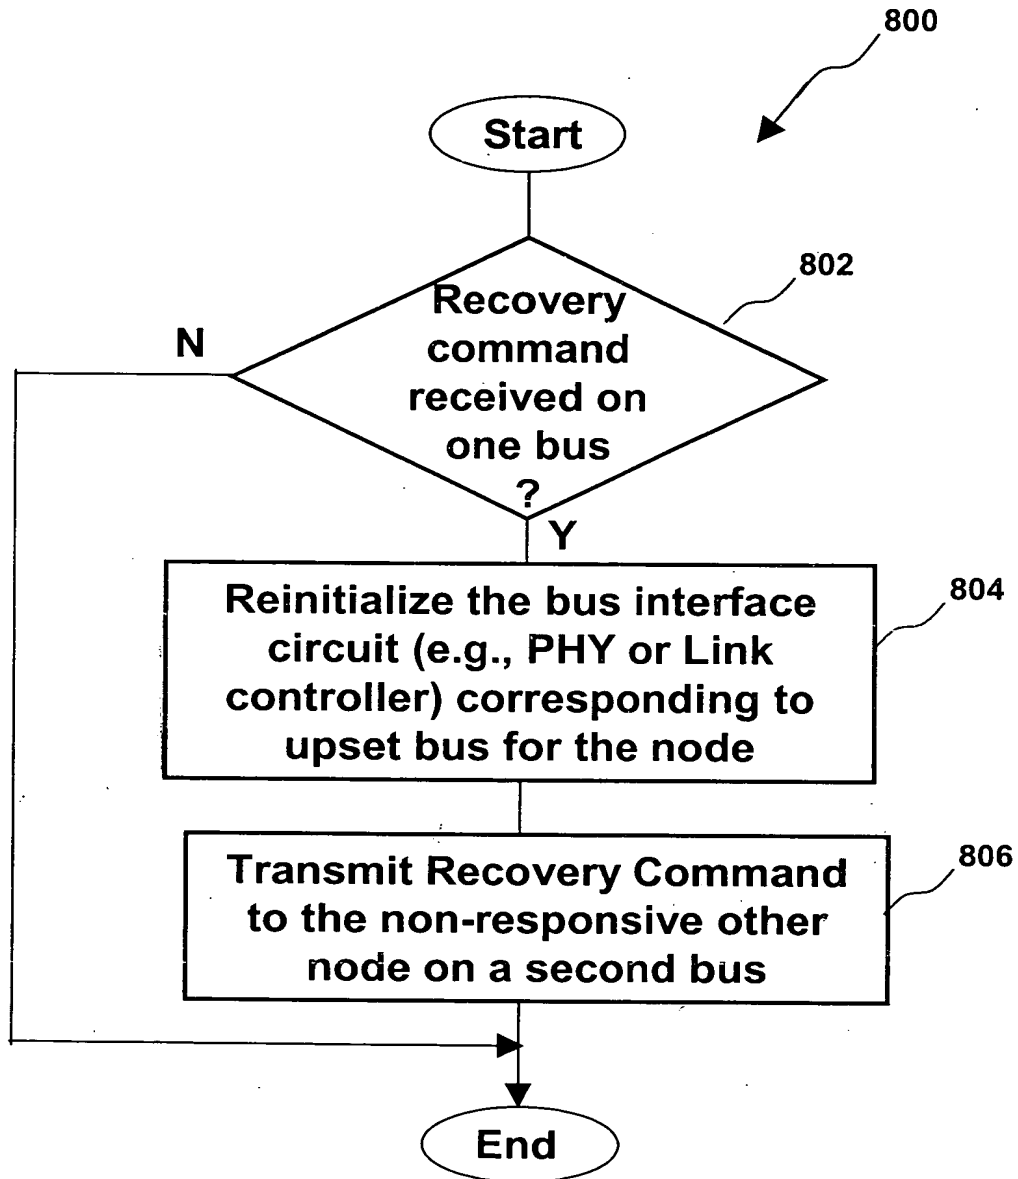 800
Start
802
Recovery
command
received on
one bus
?
N
Y
Reinitialize the bus interface
circuit (e.g., PHY or Link
controller) corresponding to
upset bus for the node
804
Transmit Recovery Command
to the non-responsive other
node on a second bus
806
End